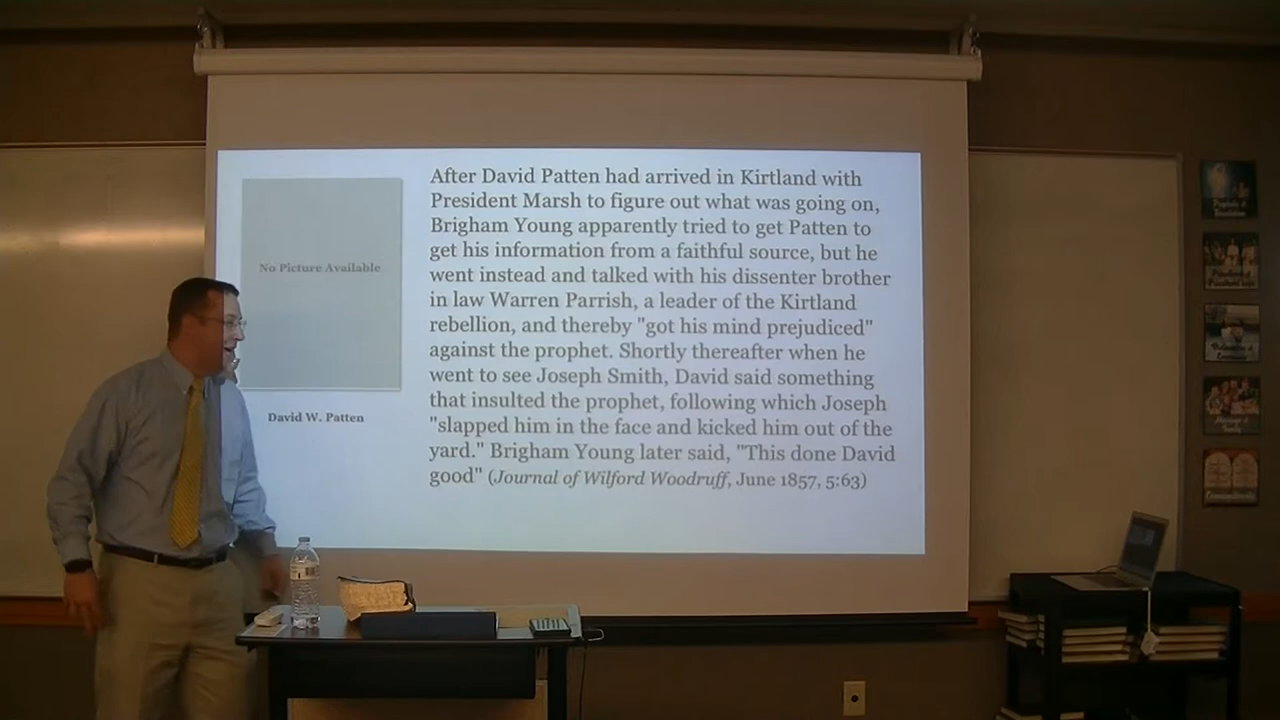 No Picture Available
David W. Patten
After David Patten had arrived in Kirtland with
President Marsh to figure out what was going on,
Brigham Young apparently tried to get Patten to
get his information from a faithful source, but he
went instead and talked with his dissenter brother
in law Warren Parrish, a leader of the Kirtland
rebellion, and thereby "got his mind prejudiced"
against the prophet. Shortly thereafter when he
went to see Joseph Smith, David said something
that insulted the prophet, following which Joseph
"slapped him in the face and kicked him out of the
yard." Brigham Young later said, "This done David
good" (Journal of Wilford Woodruff, June 1857, 5:63)